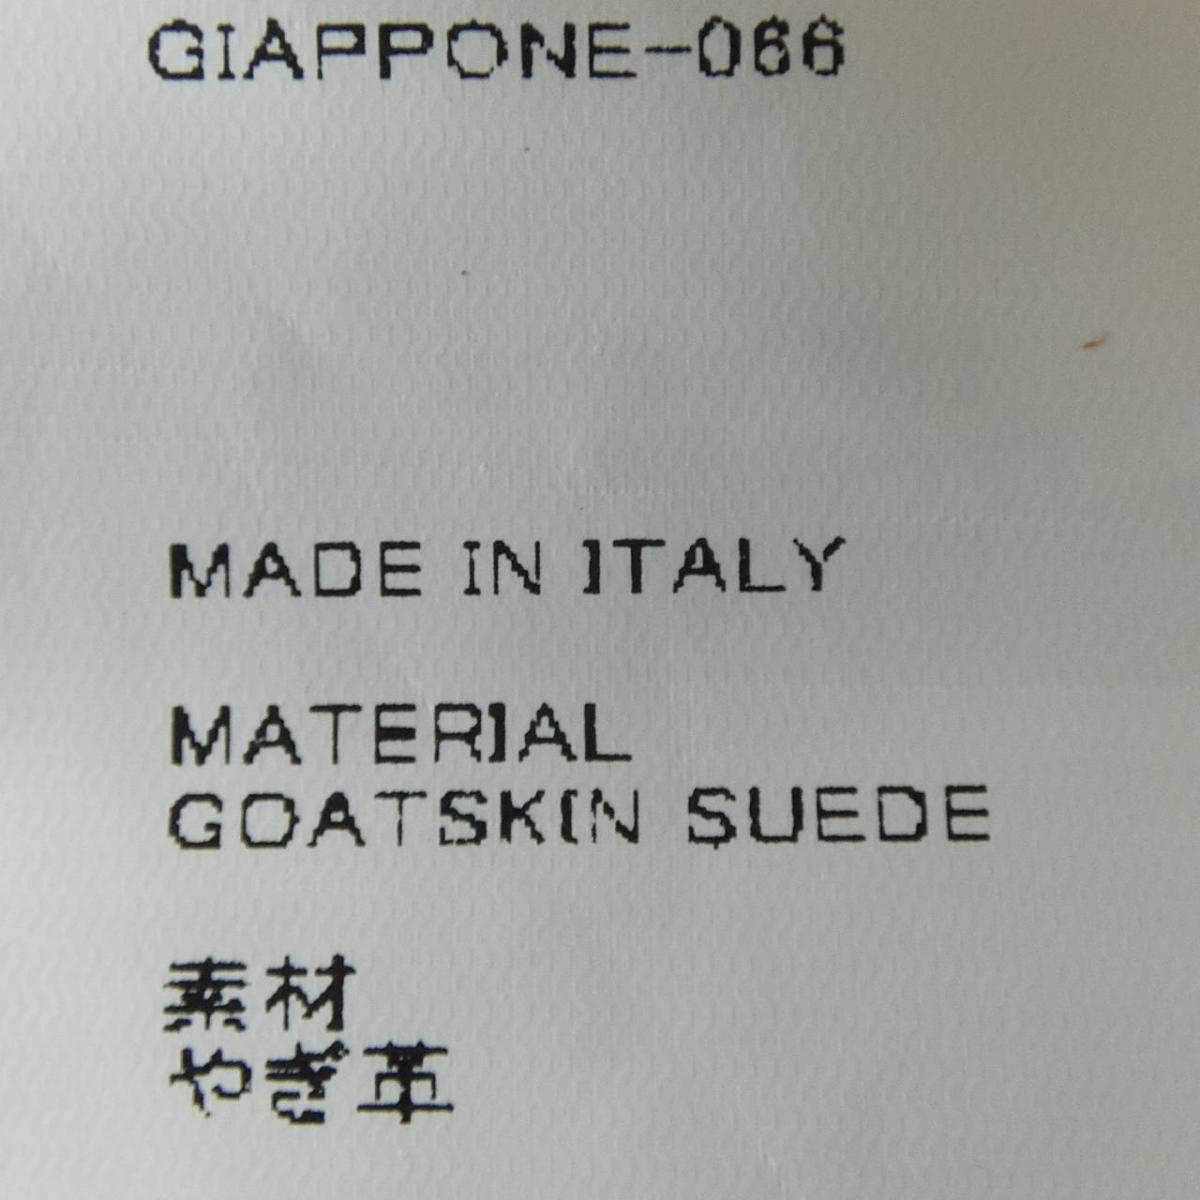 GIAPPONE-066
MADE IN ITALY
MATERIAL
GOATSKIN SUEDE
素材
やぎ革